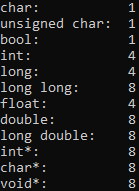 char: 1
unsigned char: 1
bool: 1
int: 4
long: 4
long long: 8
float: 4
double: 8
long double: 8
int*: 8
char*: 8
void*: 8